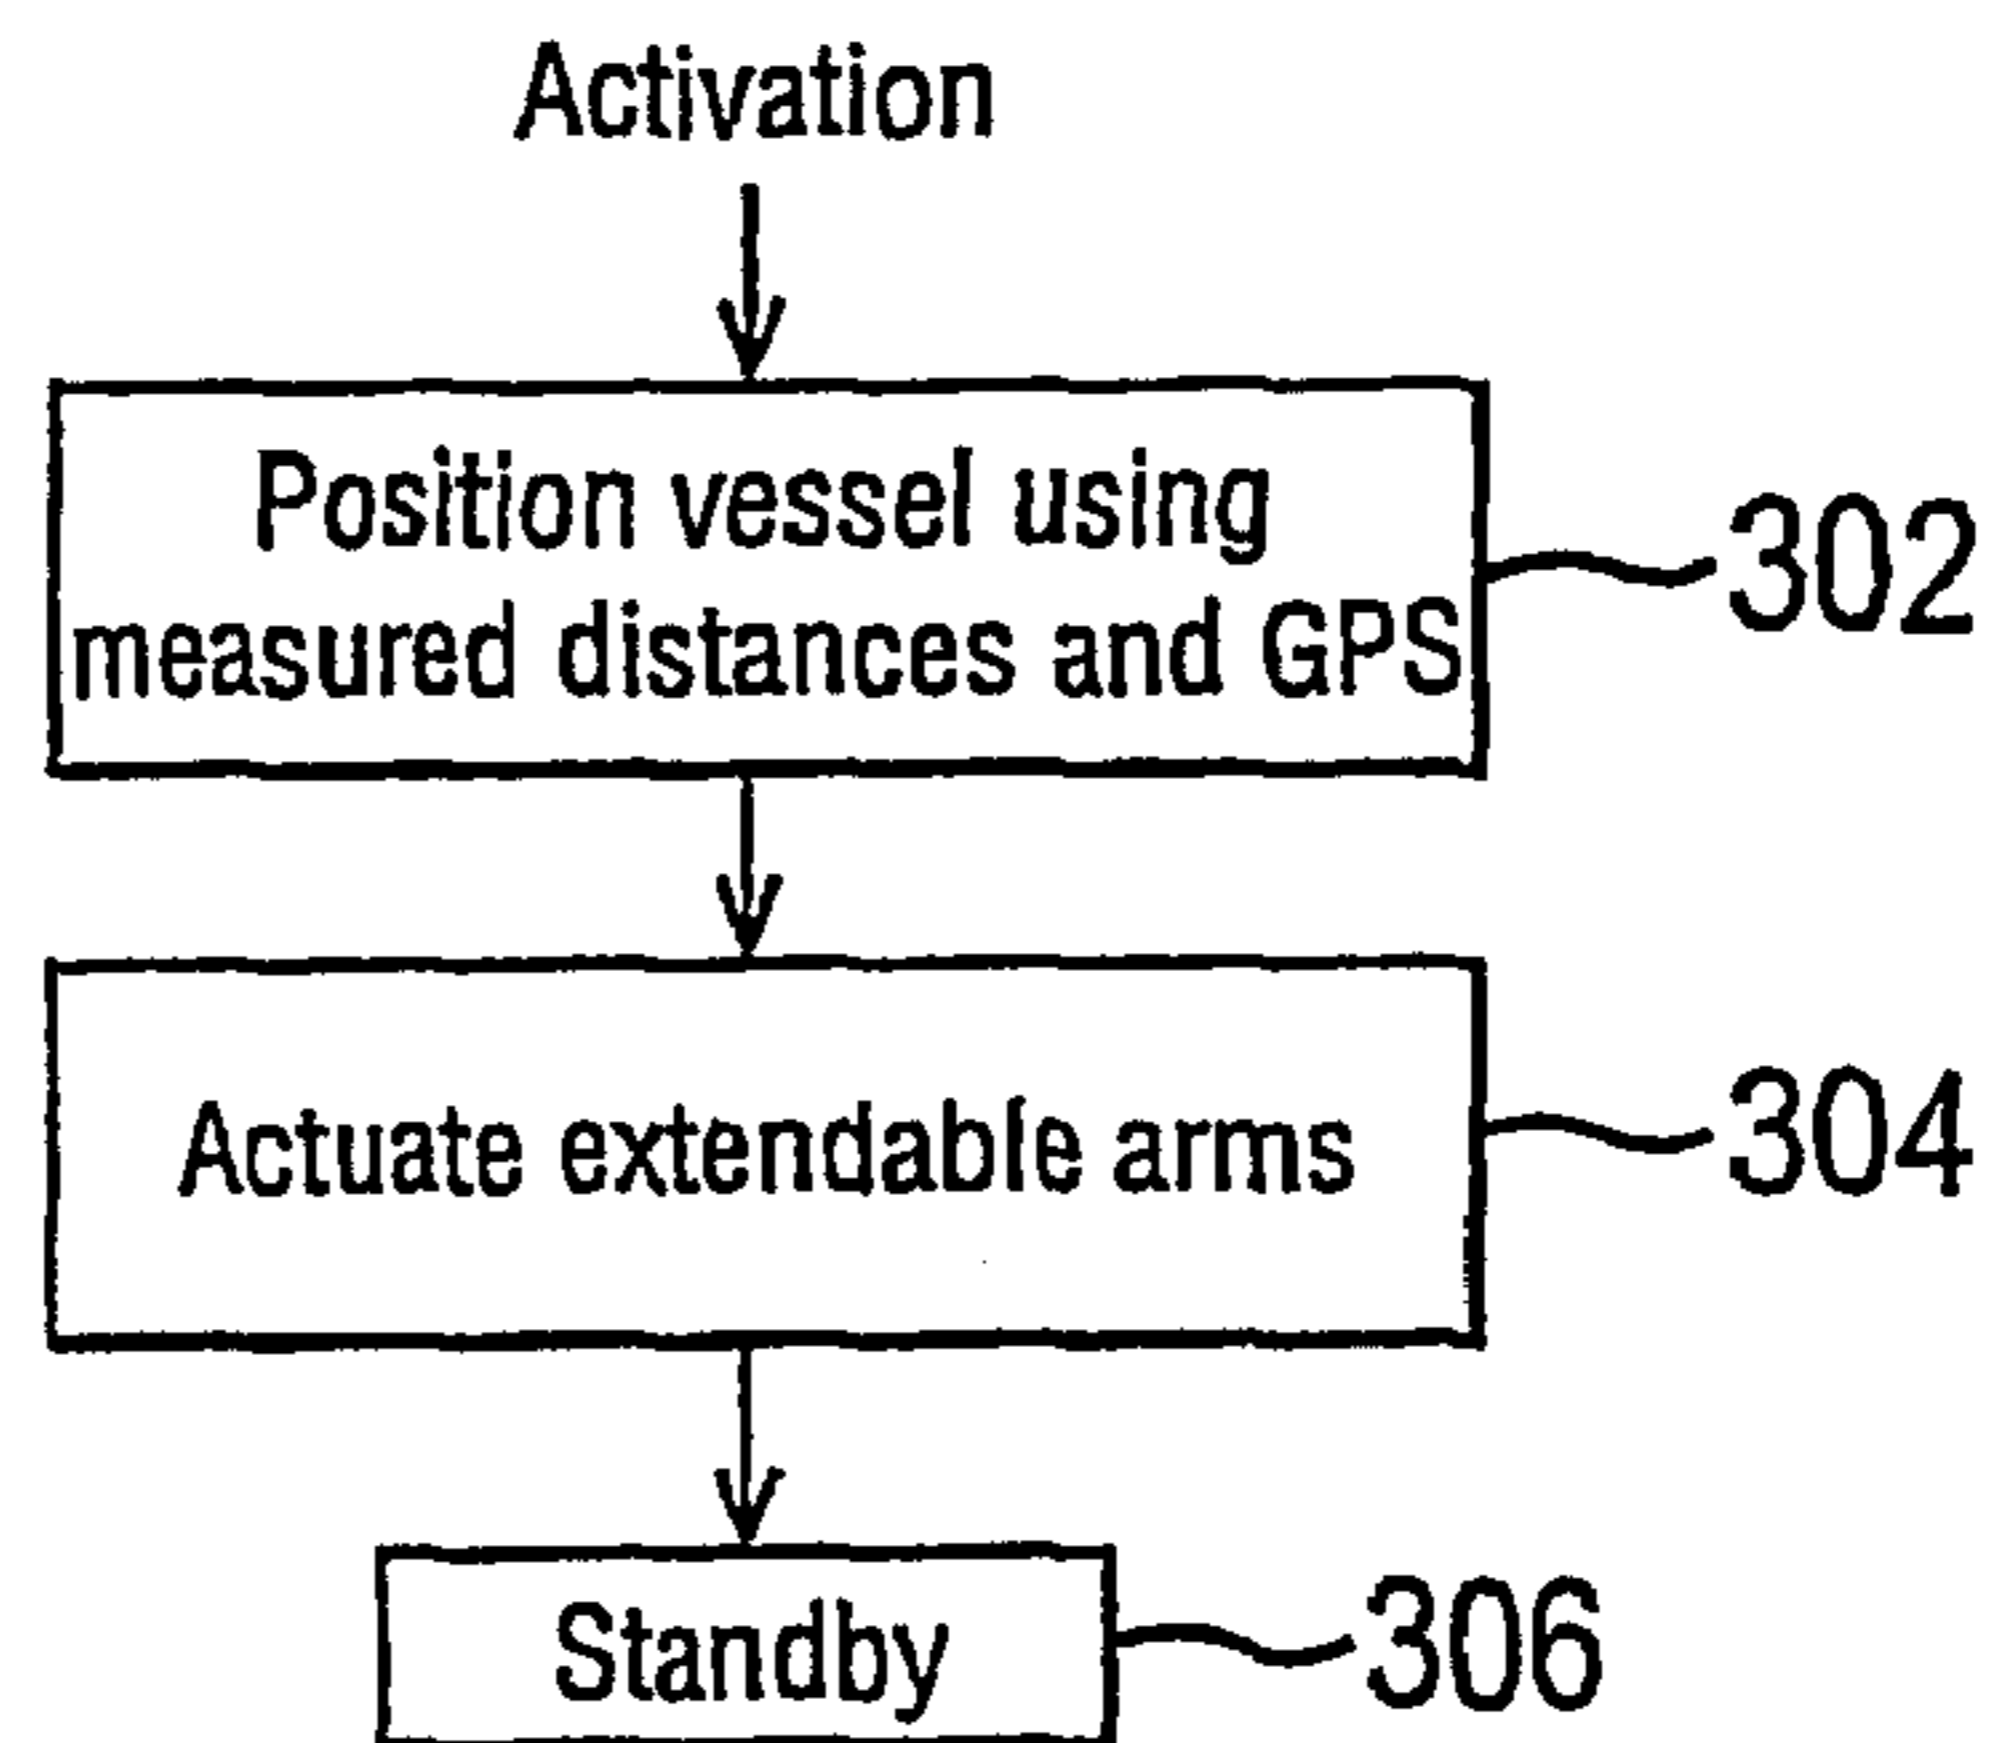 Activation
Position vessel using
measured distances and GPS
302
Actuate extendable arms
304
Standby
306